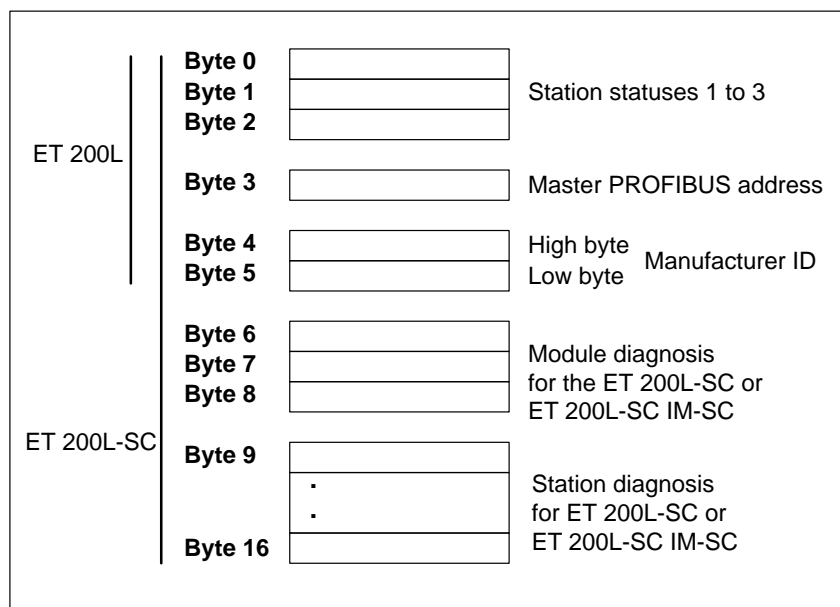 Byte 0
Byte 1
Byte 2
Station statuses 1 to 3
ET 200L
Byte 3
Master PROFIBUS address
Byte 4
High byte
Byte 5
Low byte
Manufacturer ID
Byte 6
Byte 7
Byte 8
Module diagnosis
for the ET 200L-SC or
ET 200L-SC IM-SC
ET 200L-SC
Byte 9
Byte 16
Station diagnosis
for ET 200L-SC or
ET 200L-SC IM-SC